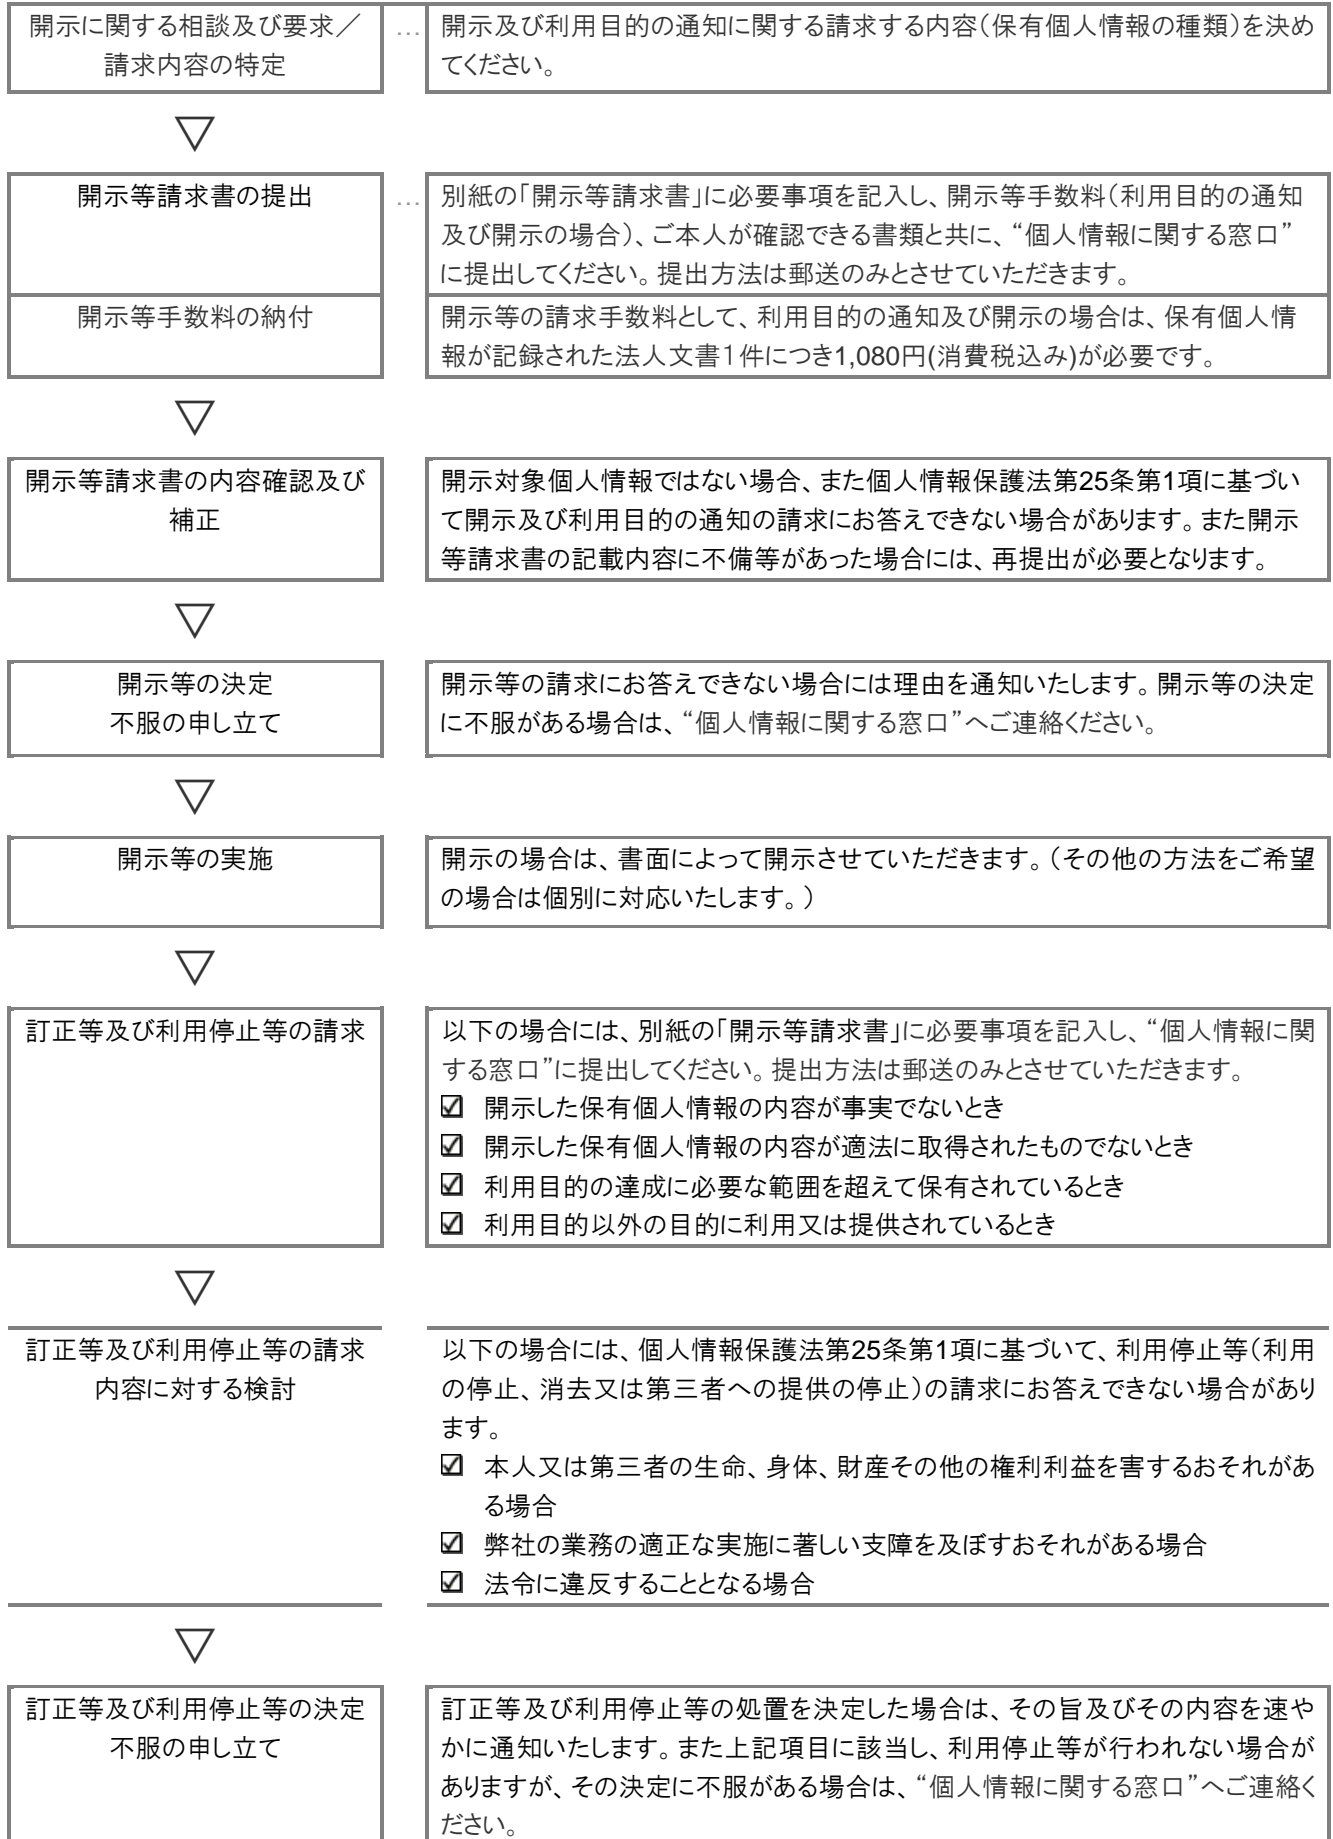 開示に関する相談及び要求／
請求内容の特定
…
開示及び利用目的の通知に関する請求する内容（保有個人情報の種類）を決め
てください。
開示等請求書の提出
…
別紙の「開示等請求書」に必要事項を記入し、開示等手数料（利用目的の通知
及び開示の場合）、ご本人が確認できる書類と共に、“個人情報に関する窓口”
に提出してください。提出方法は郵送のみとさせていただきます。
開示等手数料の納付
開示等の請求手数料として、利用目的の通知及び開示の場合は、保有個人情
報が記録された法人文書１件につき1,080円(消費税込み)が必要です。
開示等請求書の内容確認及び
補正
開示対象個人情報ではない場合、また個人情報保護法第25条第1項に基づい
て開示及び利用目的の通知の請求にお答えできない場合があります。また開示
等請求書の記載内容に不備等があった場合には、再提出が必要となります。
開示等の決定
不服の申し立て
開示等の請求にお答えできない場合には理由を通知いたします。開示等の決定
に不服がある場合は、“個人情報に関する窓口”へご連絡ください。
開示等の実施
開示の場合は、書面によって開示させていただきます。（その他の方法をご希望
の場合は個別に対応いたします。）
訂正等及び利用停止等の請求
以下の場合には、別紙の「開示等請求書」に必要事項を記入し、“個人情報に関
する窓口”に提出してください。提出方法は郵送のみとさせていただきます。
☑ 開示した保有個人情報の内容が事実でないとき
☑ 開示した保有個人情報の内容が適法に取得されたものでないとき
☑ 利用目的の達成に必要な範囲を超えて保有されているとき
☑ 利用目的以外の目的に利用又は提供されているとき
訂正等及び利用停止等の請求
内容に対する検討
以下の場合には、個人情報保護法第25条第1項に基づいて、利用停止等（利用
の停止、消去又は第三者への提供の停止）の請求にお答えできない場合があり
ます。
☑ 本人又は第三者の生命、身体、財産その他の権利利益を害するおそれがあ
る場合
☑ 弊社の業務の適正な実施に著しい支障を及ぼすおそれがある場合
☑ 法令に違反することとなる場合
訂正等及び利用停止等の決定
不服の申し立て
訂正等及び利用停止等の処置を決定した場合は、その旨及びその内容を速や
かに通知いたします。また上記項目に該当し、利用停止等が行われない場合が
ありますが、その決定に不服がある場合は、“個人情報に関する窓口”へご連絡く
ださい。